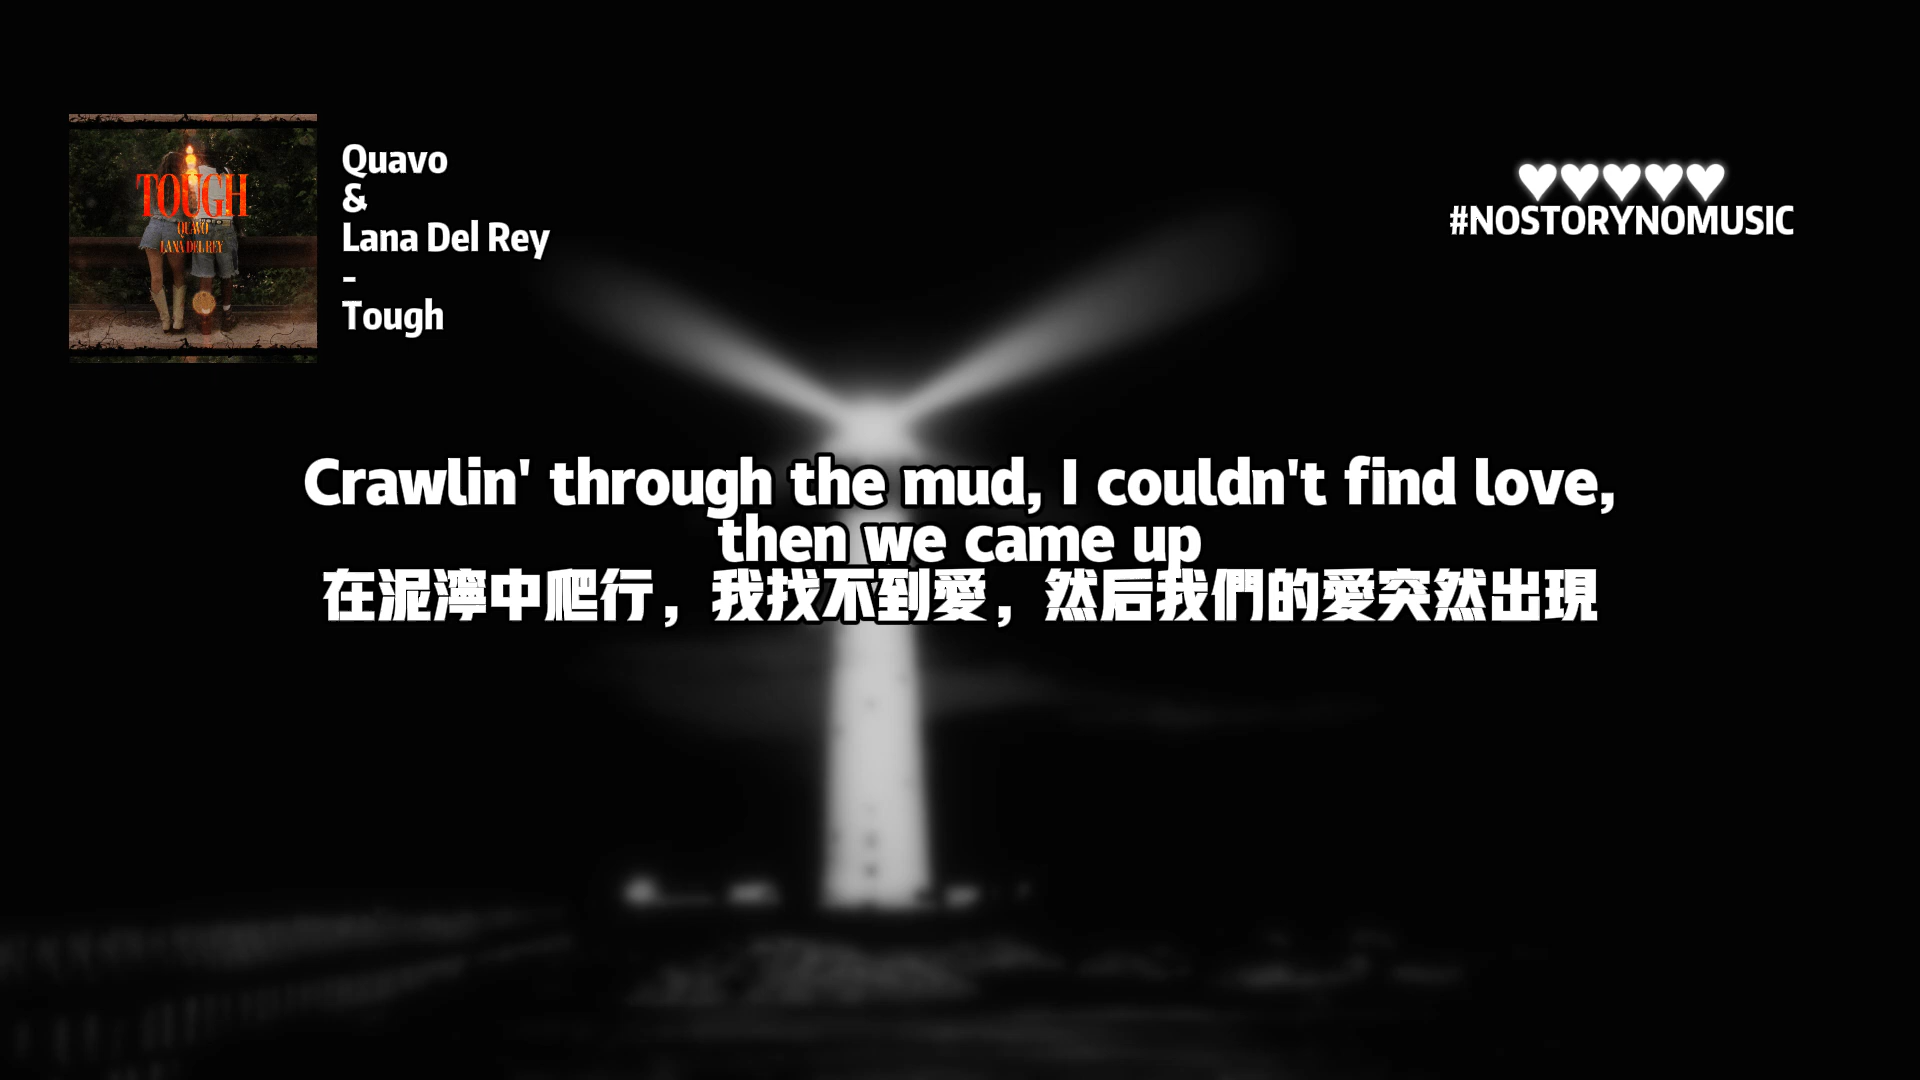 TOUGH
QUAVO
LANA DEL REY
Quavo
&
Lana Del Rey
-
Tough
♥♥♥♥♥
#NOSTORYNOMUSIC
Crawlin' through the mud, I couldn't find love,
then we came up
在泥濘中爬行，我找不到愛，然后我們的愛突然出現